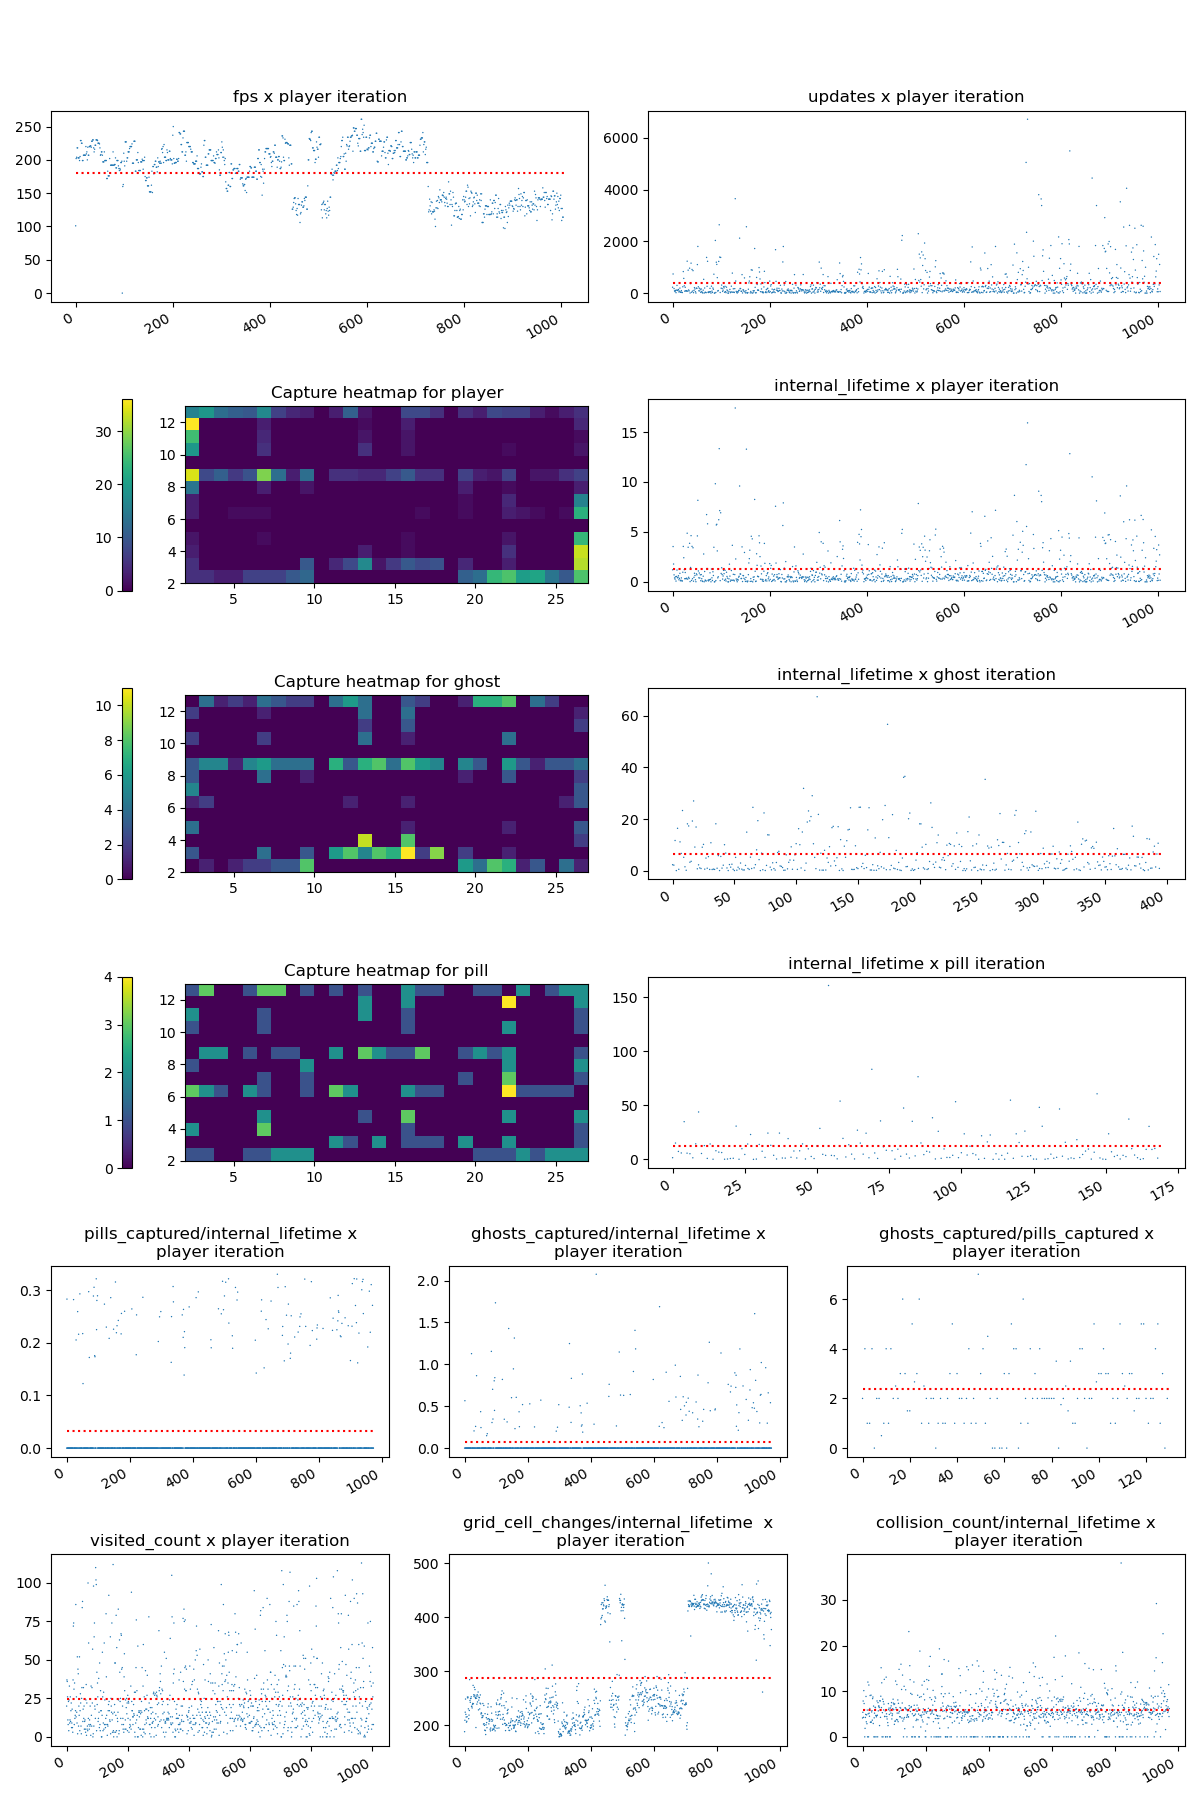 fps x player iteration
250
200
150
100
50
0
0 200 400 600 800 1000
updates x player iteration
6000
4000
2000
0
0 200 400 600 800 1000
30
20
10
0
Capture heatmap for player
12
10
8
6
4
2
5 10 15 20 25
internal_lifetime x player iteration
15
10
5
0
0 200 400 600 800 1000
10
8
6
4
2
0
Capture heatmap for ghost
12
10
8
6
4
2
5 10 15 20 25
internal_lifetime x ghost iteration
60
40
20
0
0 50 100 150 200 250 300 350 400
4
3
2
1
0
Capture heatmap for pill
12
10
8
6
4
2
5 10 15 20 25
internal_lifetime x pill iteration
150
100
50
0
0 25 50 75 100 125 150 175
pills_captured/internal_lifetime x
player iteration
0.3
0.2
0.1
0.0
0 200 400 600 800 1000
ghosts_captured/internal_lifetime x
player iteration
2.0
1.5
1.0
0.5
0.0
0 200 400 600 800 1000
ghosts_captured/pills_captured x
player iteration
6
4
2
0
0 20 40 60 80 100 120
visited_count x player iteration
100
75
50
25
0
0 200 400 600 800 1000
grid_cell_changes/internal_lifetime  x
player iteration
500
400
300
200
0 200 400 600 800 1000
collision_count/internal_lifetime x
player iteration
30
20
10
0
0 200 400 600 800 1000